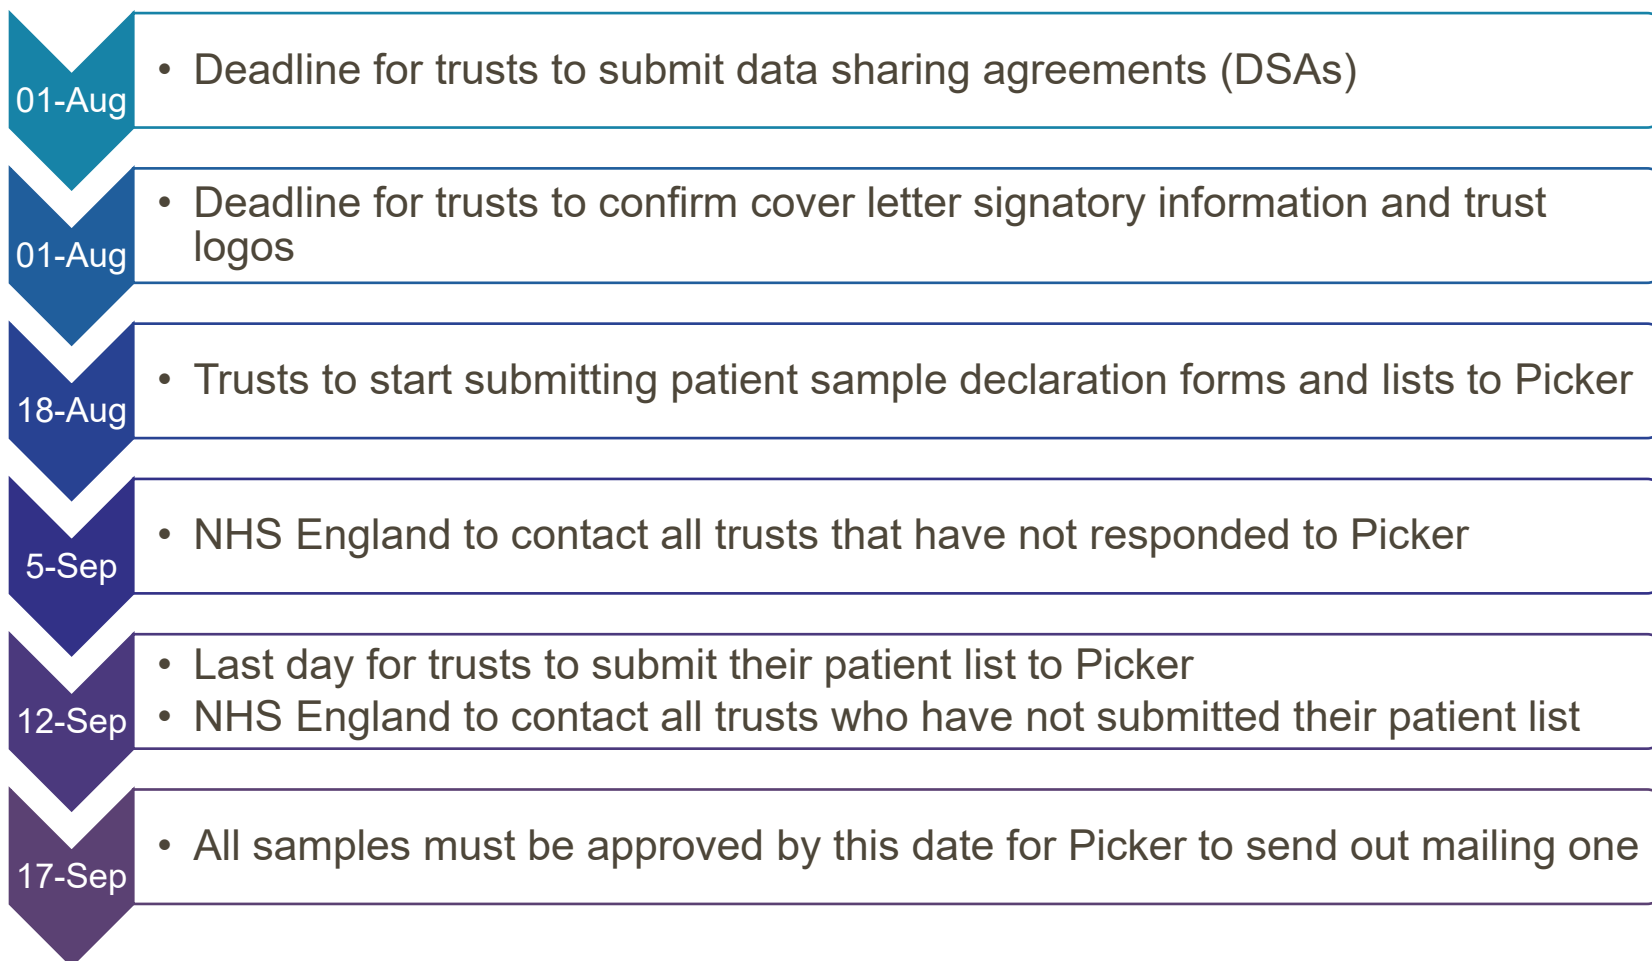 01-Aug
• Deadline for trusts to submit data sharing agreements (DSAs)
01-Aug
• Deadline for trusts to confirm cover letter signatory information and trust
logos
18-Aug
• Trusts to start submitting patient sample declaration forms and lists to Picker
5-Sep
• NHS England to contact all trusts that have not responded to Picker
12-Sep
• Last day for trusts to submit their patient list to Picker
• NHS England to contact all trusts who have not submitted their patient list
17-Sep
• All samples must be approved by this date for Picker to send out mailing one